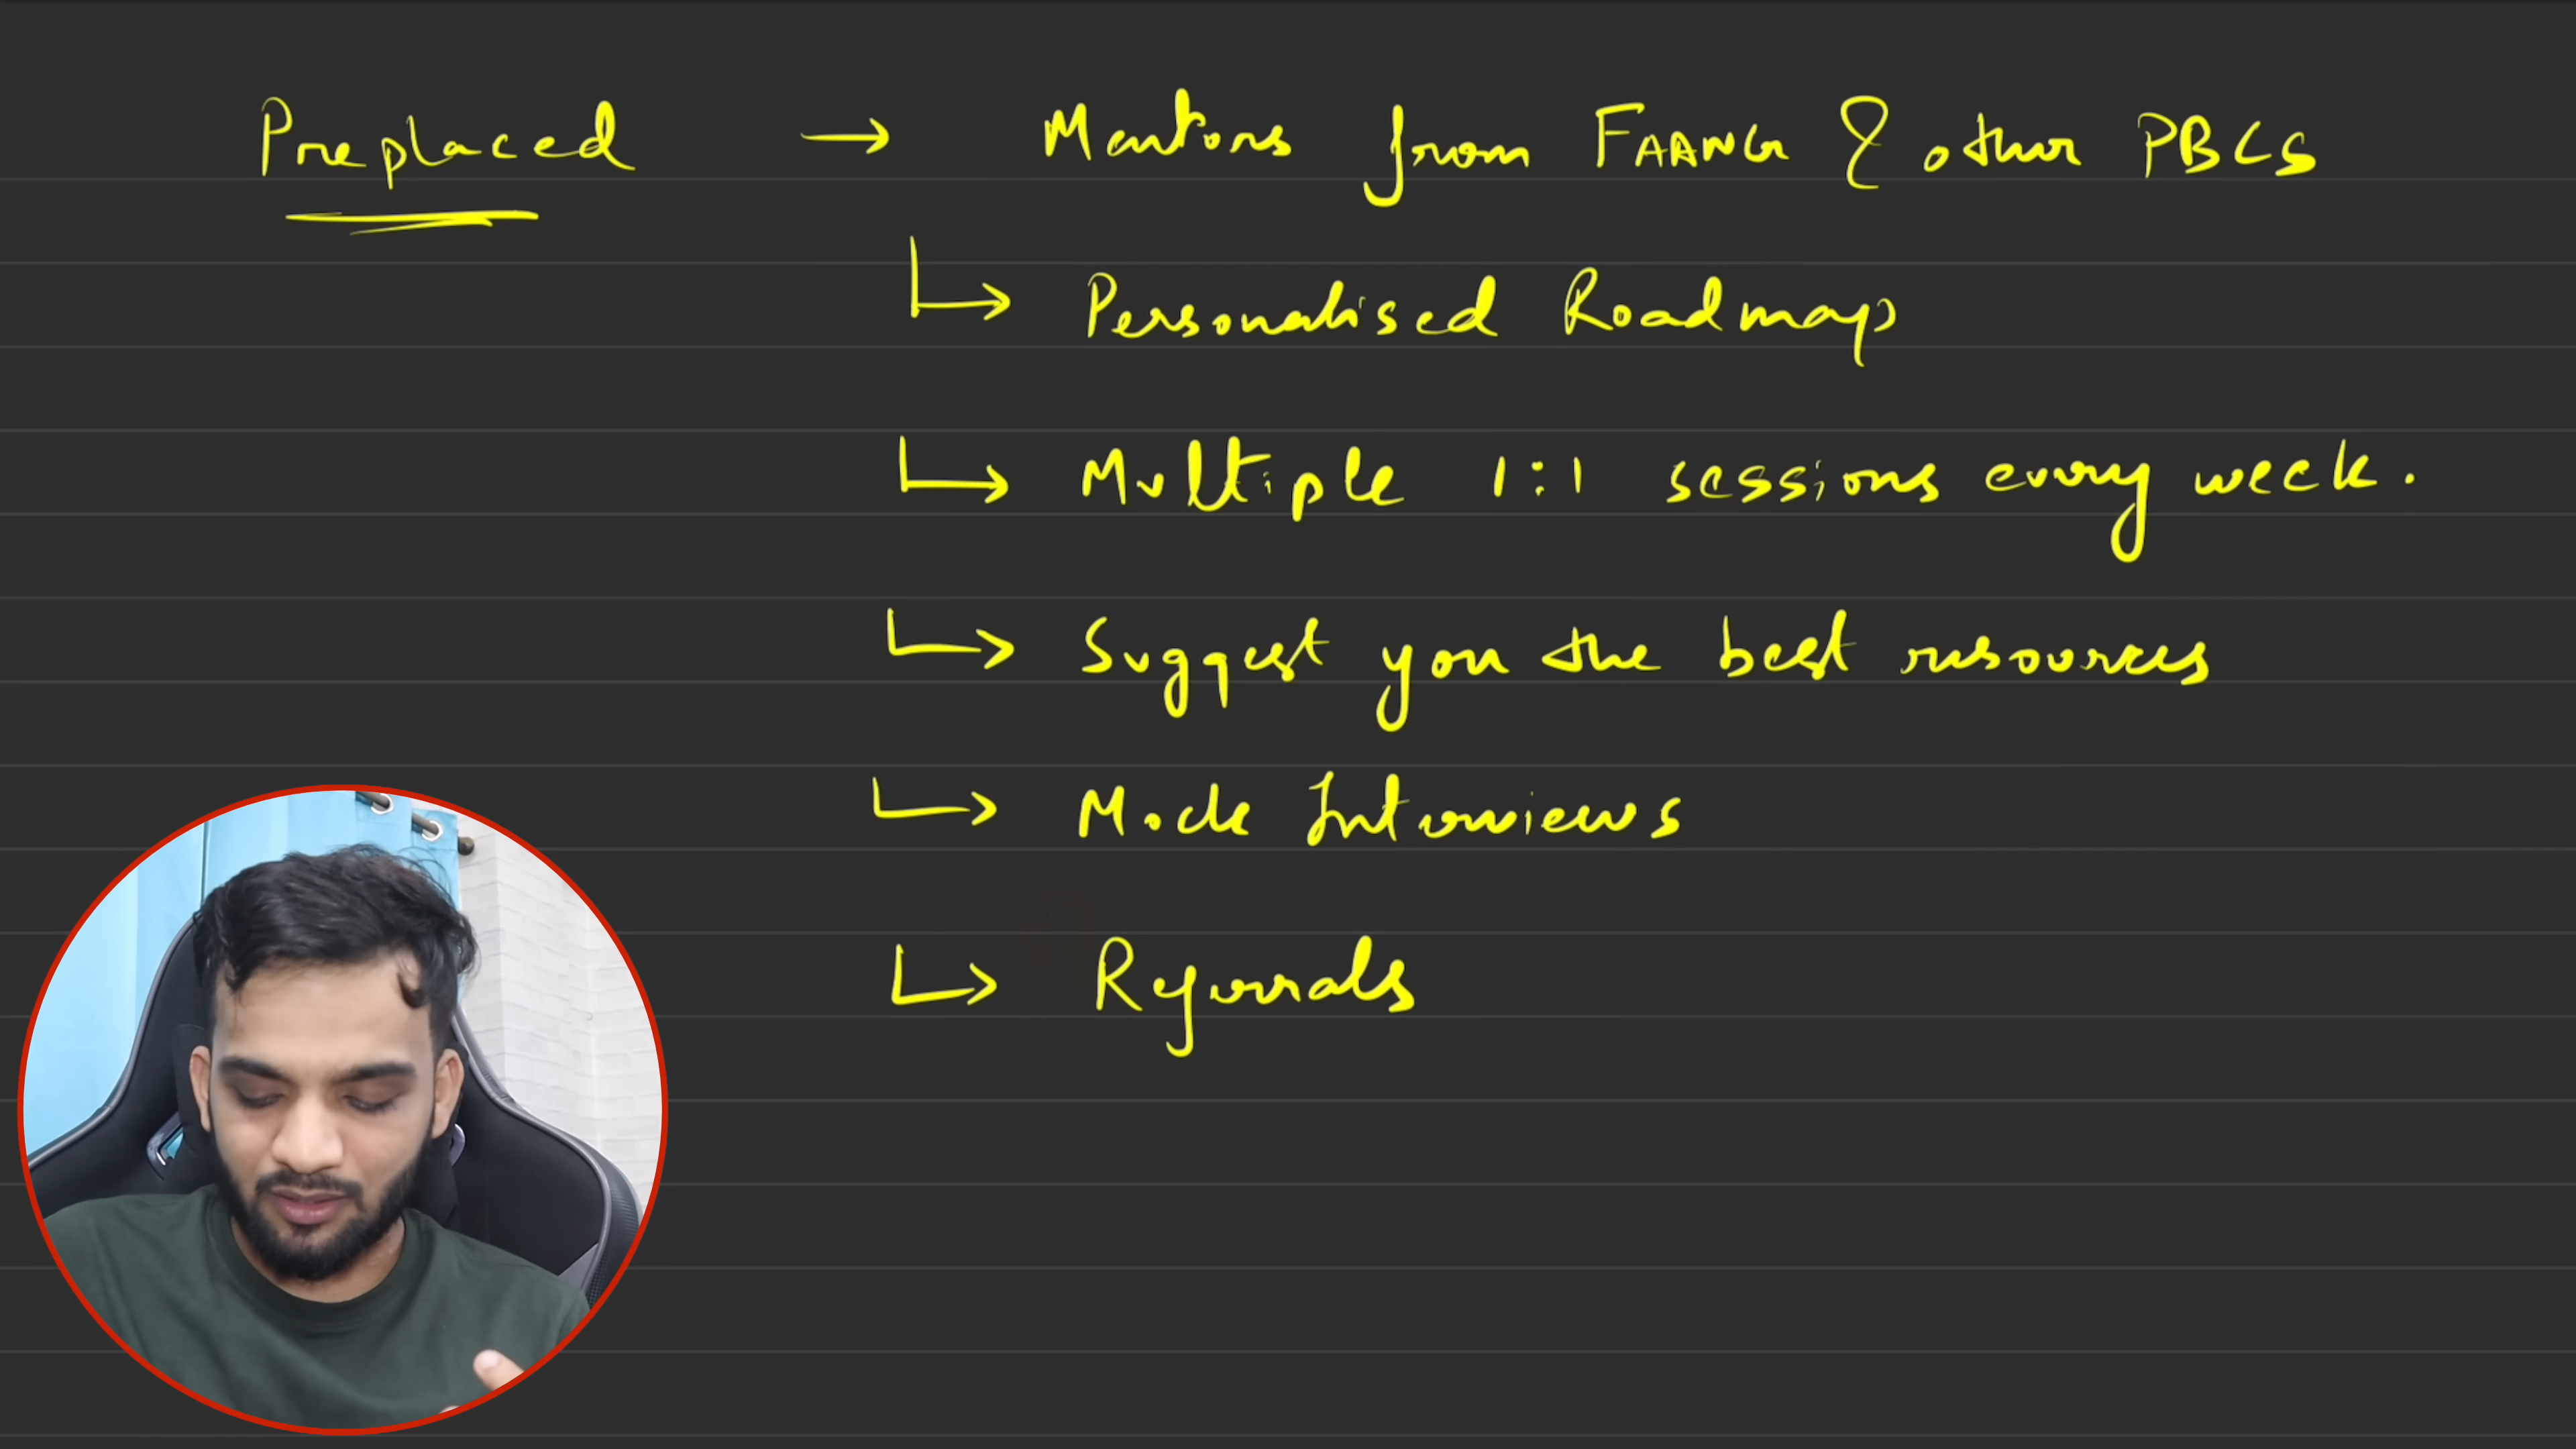 Preplaced → Mentors from FAANG & other PBCS
↳ Personalised Roadmap
↳ Multiple 1:1 sessions every week.
↳ Suggest you the best resources
↳ Mock Interviews
↳ Referrals